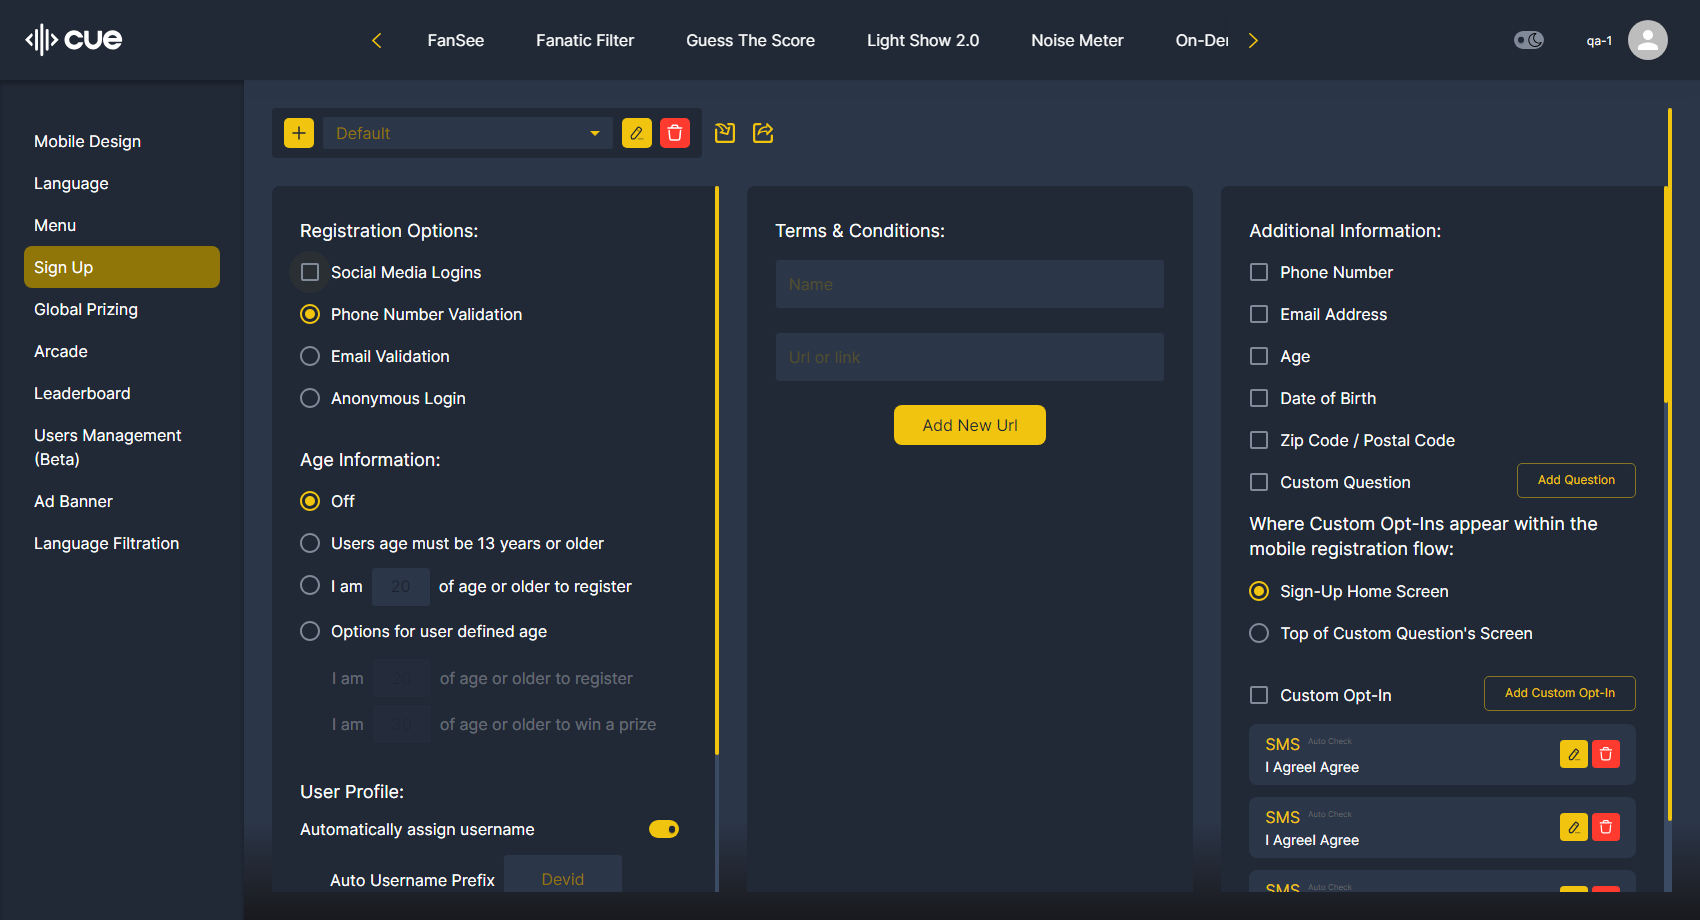 cue
FanSee
Fanatic Filter
Guess The Score
Light Show 2.0
Noise Meter
On-Der
qa-1
Mobile Design
Language
Menu
Sign Up
Global Prizing
Arcade
Leaderboard
Users Management
(Beta)
Ad Banner
Language Filtration
Default
Registration Options:
Social Media Logins
Phone Number Validation
Email Validation
Anonymous Login
Age Information:
Off
Users age must be 13 years or older
I am 20 of age or older to register
Options for user defined age
I am 20 of age or older to register
I am 30 of age or older to win a prize
User Profile:
Automatically assign username
Auto Username Prefix Devid
Terms & Conditions:
Name
Url or link
Add New Url
Additional Information:
Phone Number
Email Address
Age
Date of Birth
Zip Code / Postal Code
Custom Question
Add Question
Where Custom Opt-Ins appear within the
mobile registration flow:
Sign-Up Home Screen
Top of Custom Question's Screen
Custom Opt-In
Add Custom Opt-In
SMS Auto Check
I AgreeI Agree
SMS Auto Check
I AgreeI Agree
SMS Auto Check